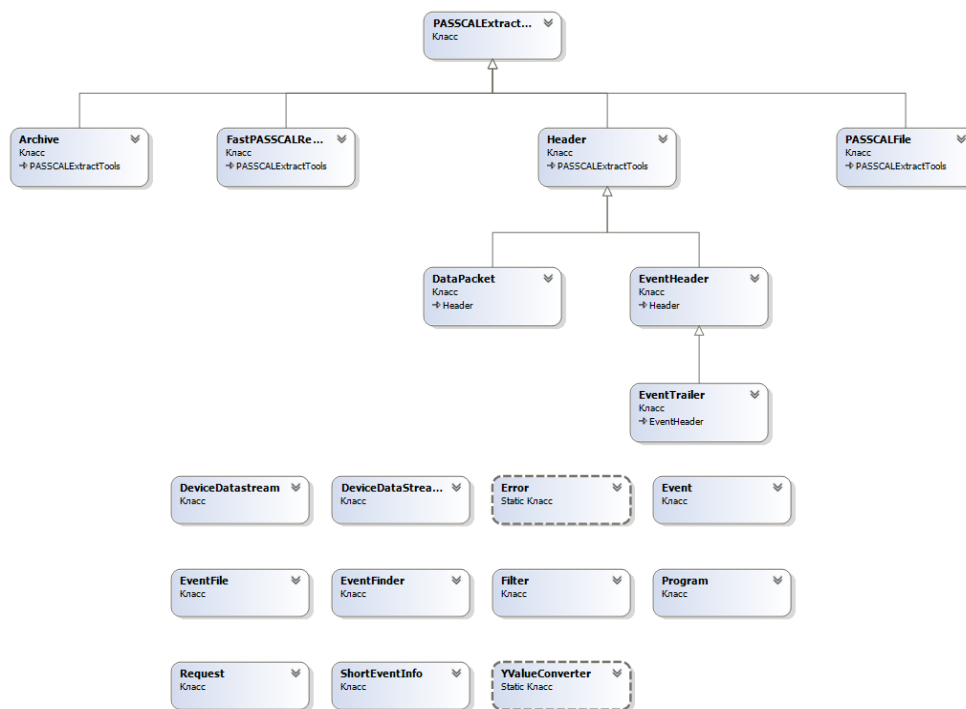 PASSCALExtract...
Класс
Archive
Класс
PASSCALExtractTools
FastPASSCALRe...
Класс
PASSCALExtractTools
Header
Класс
PASSCALExtractTools
PASSCALFile
Класс
PASSCALExtractTools
DataPacket
Класс
Header
EventHeader
Класс
Header
EventTrailer
Класс
EventHeader
DeviceDatastream
Класс
DeviceDataStrea...
Класс
Error
Static Класс
Event
Класс
EventFile
Класс
EventFinder
Класс
Filter
Класс
Program
Класс
Request
Класс
ShortEventInfo
Класс
YValueConverter
Static Класс